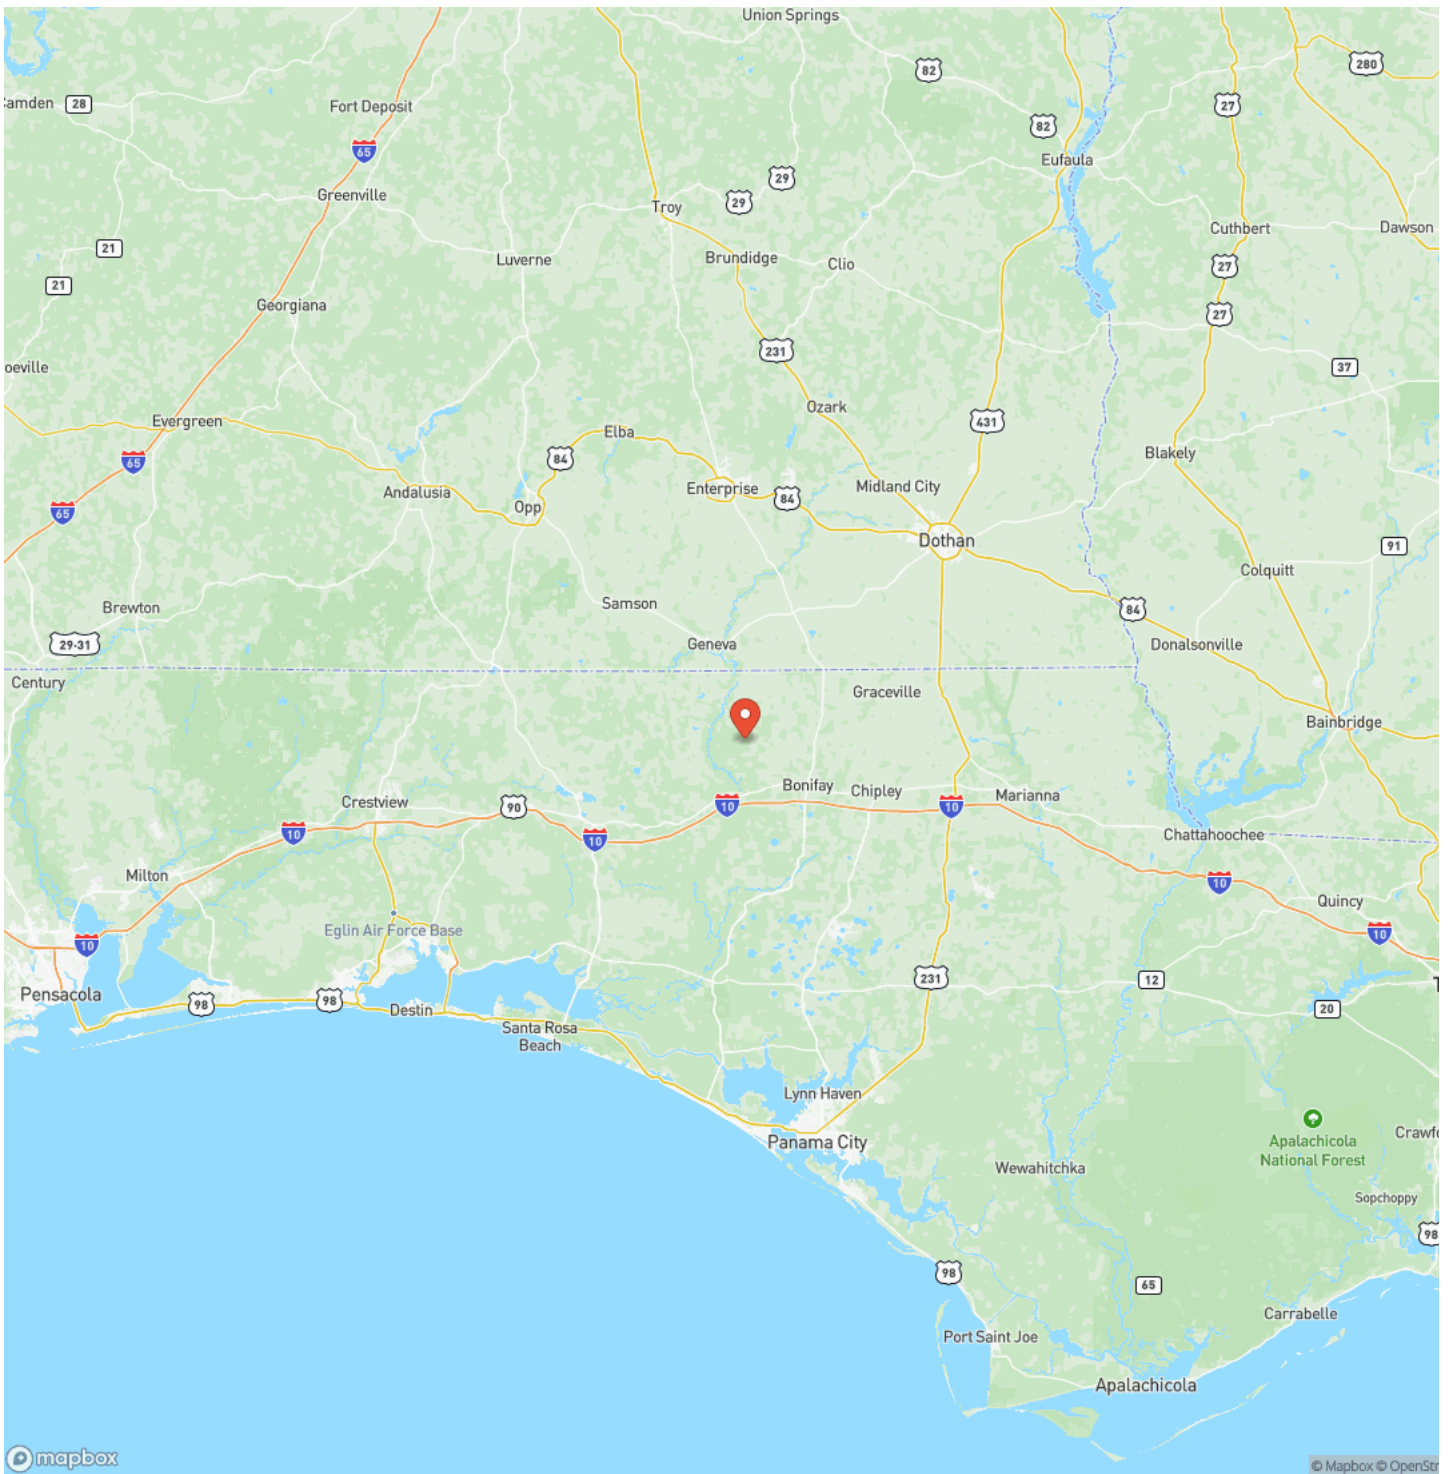 Union Springs
82
280
Camden
28
Fort Deposit
27
82
65
Eufaula
29
Greenville
29
Troy
Cuthbert
Dawson
21
Brundidge
Luverne
Clio
27
21
Georgiana
27
231
oeville
37
Ozark
Evergreen
431
Elba
84
Blakely
65
Midland City
Enterprise
Andalusia
84
Opp
65
Dothan
91
Colquitt
Samson
Brewton
84
29-31
Geneva
Donalsonville
Century
Graceville
Bainbridge
Bonifay
Chipley
Marianna
Crestview
90
10
10
10
10
Chattahoochee
Milton
10
Quincy
Eglin Air Force Base
10
10
231
12
Pensacola
T
98
98
Destin
20
Santa Rosa
Beach
Lynn Haven
Panama City
Apalachicola
National Forest
Crawfo
Wewahitchka
Sopchoppy
98
98
65
Carrabelle
Port Saint Joe
Apalachicola
mapbox
© Mapbox © OpenStr